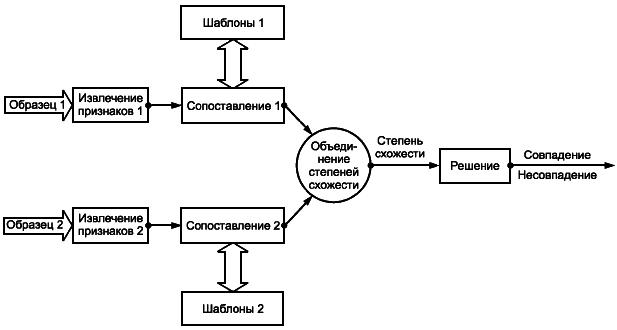 Шаблоны 1
Образец 1
Извлечение
признаков 1
Сопоставление 1
Объеди-
нение
степеней
схожести
Степень
схожести
Решение
Совпадение
Несовпадение
Образец 2
Извлечение
признаков 2
Сопоставление 2
Шаблоны 2